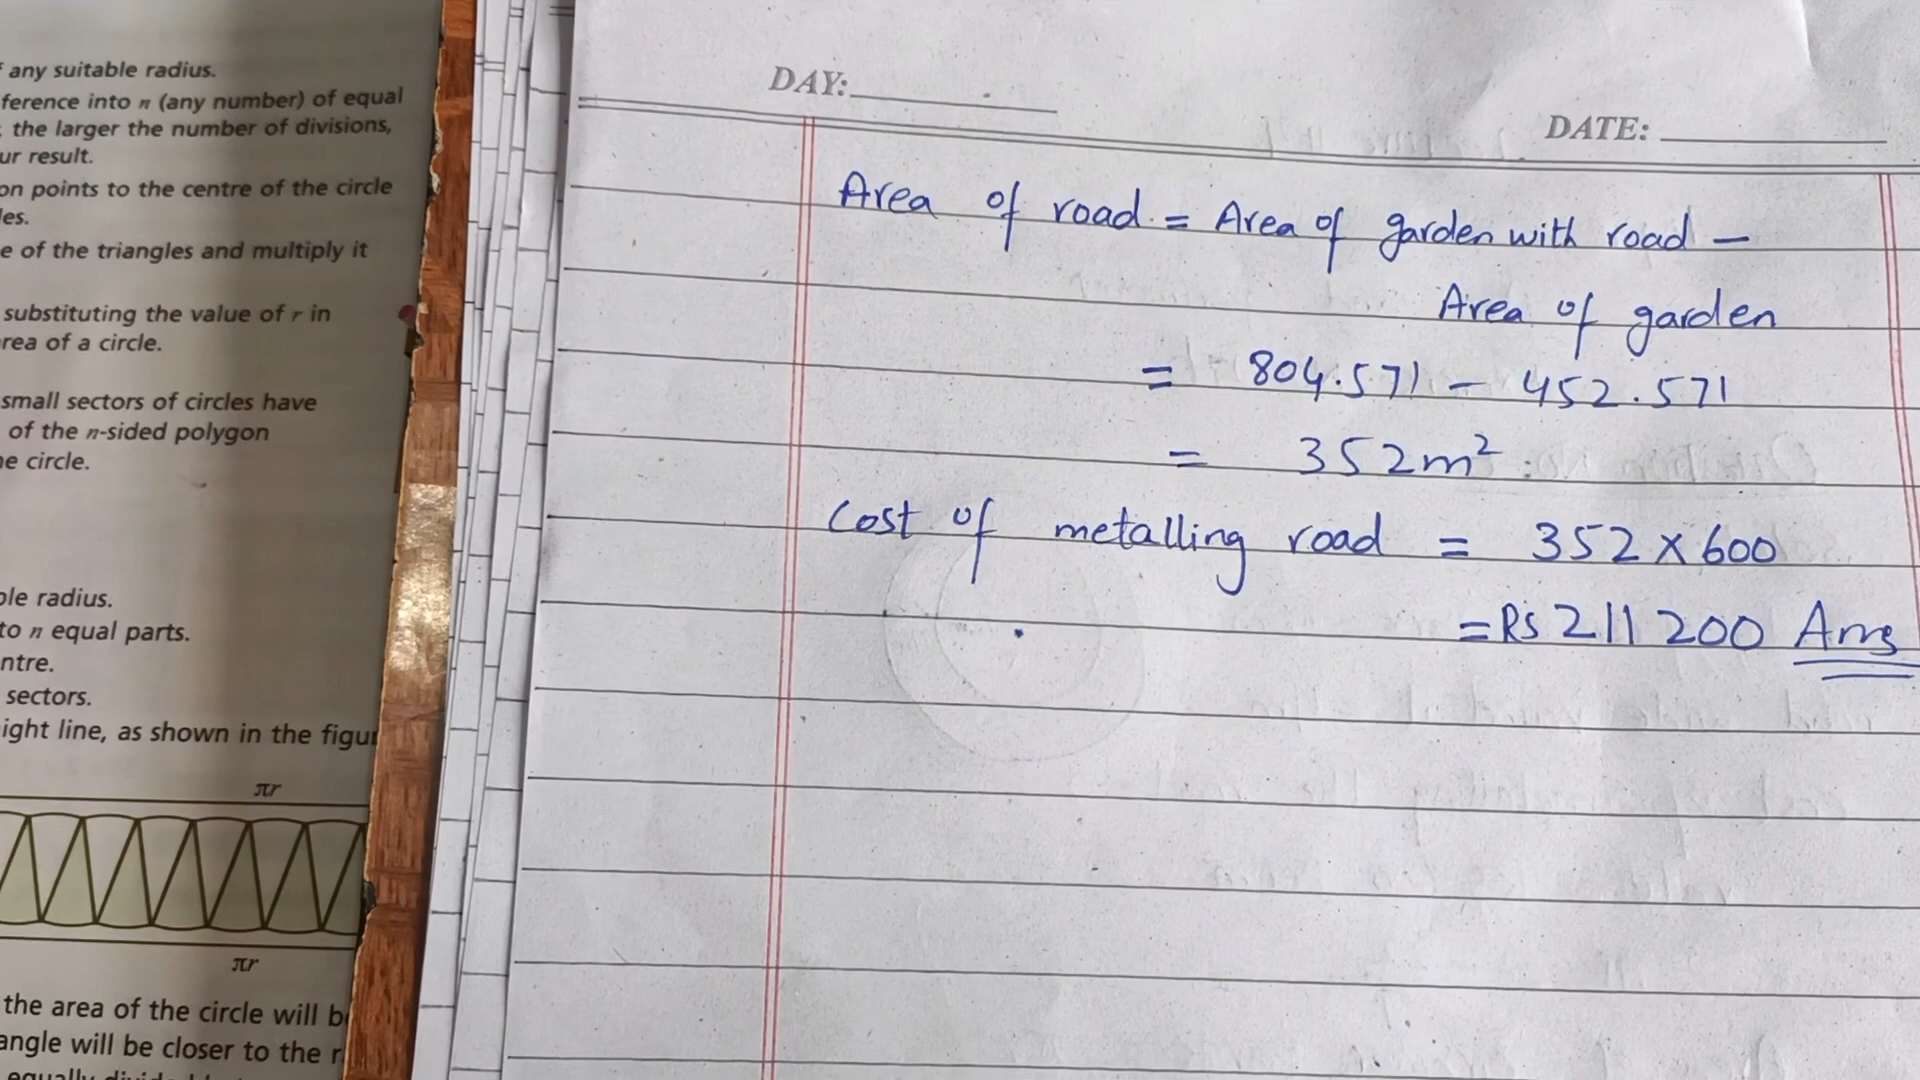 any suitable radius.
ference into n (any number) of equal
the larger the number of divisions,
ur result.
on points to the centre of the circle
les.
e of the triangles and multiply it
substituting the value of r in
rea of a circle.
small sectors of circles have
of the n-sided polygon
e circle.
ble radius.
to n equal parts.
ntre.
sectors.
ight line, as shown in the figur
πr
πr
the area of the circle will b
angle will be closer to the r
DAY:
DATE:
Area of road = Area of garden with road -
Area of garden
= 804.571 - 452.571
= 352m²
Cost of metalling road = 352 x 600
= Rs 211 200 Ans